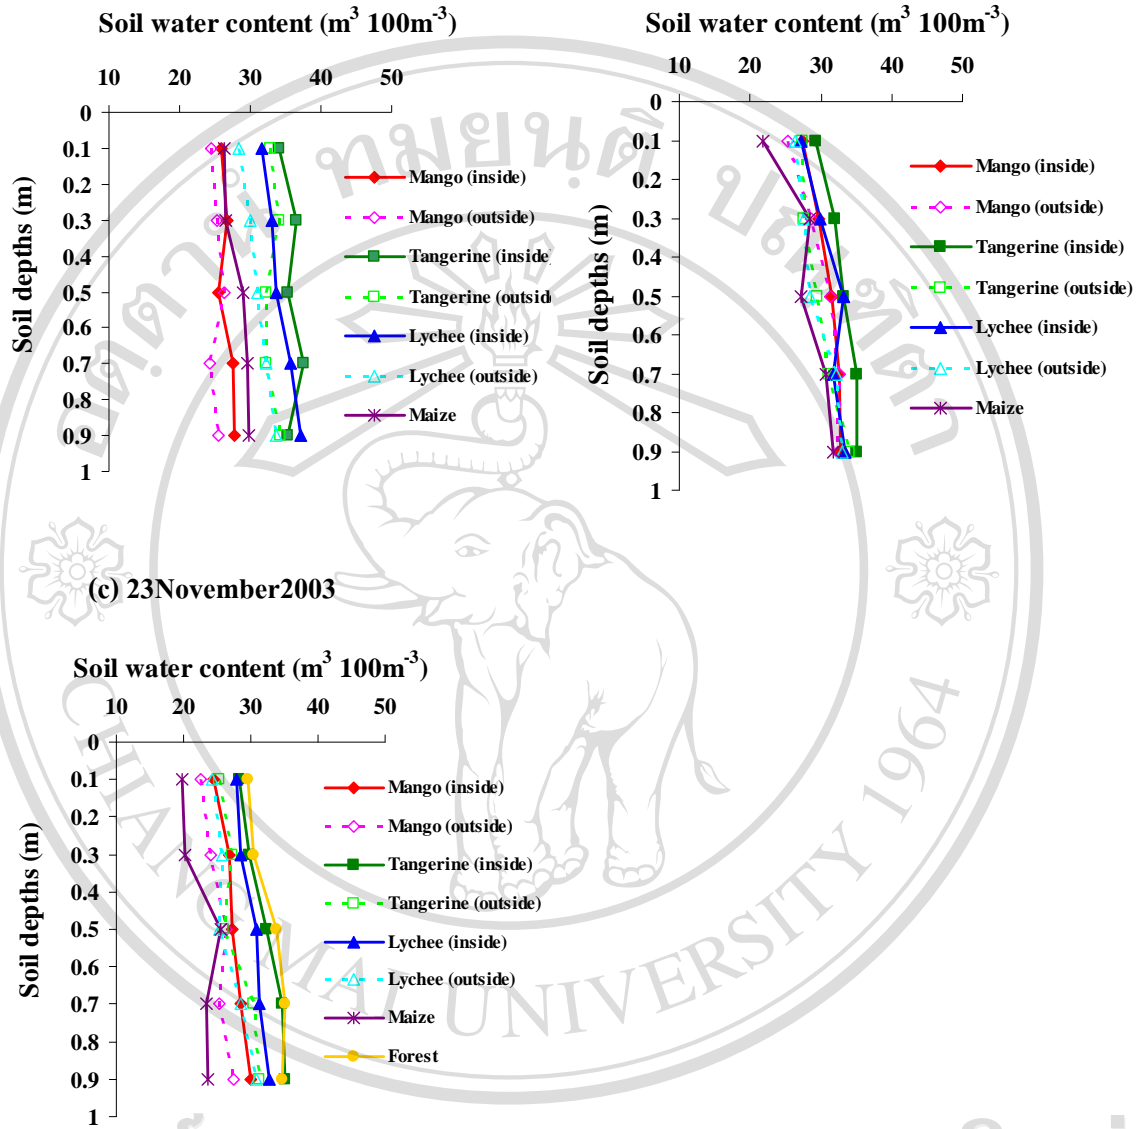 Soil water content (m³ 100m⁻³)
10 20 30 40 50
Soil depths (m)
0
0.1
0.2
0.3
0.4
0.5
0.6
0.7
0.8
0.9
1
Mango (inside)
Mango (outside)
Tangerine (inside)
Tangerine (outsid
Lychee (inside)
Lychee (outside)
Maize
Soil water content (m³ 100m⁻³)
10 20 30 40 50
Soil depths (m)
0
0.1
0.2
0.3
0.4
0.5
0.6
0.7
0.8
0.9
1
Mango (inside)
Mango (outside)
Tangerine (inside)
Tangerine (outside)
Lychee (inside)
Lychee (outside)
Maize
(c) 23November2003
Soil water content (m³ 100m⁻³)
10 20 30 40 50
Soil depths (m)
0
0.1
0.2
0.3
0.4
0.5
0.6
0.7
0.8
0.9
1
Mango (inside)
Mango (outside)
Tangerine (inside)
Tangerine (outside)
Lychee (inside)
Lychee (outside)
Maize
Forest
CHIANG MAI UNIVERSITY 1964